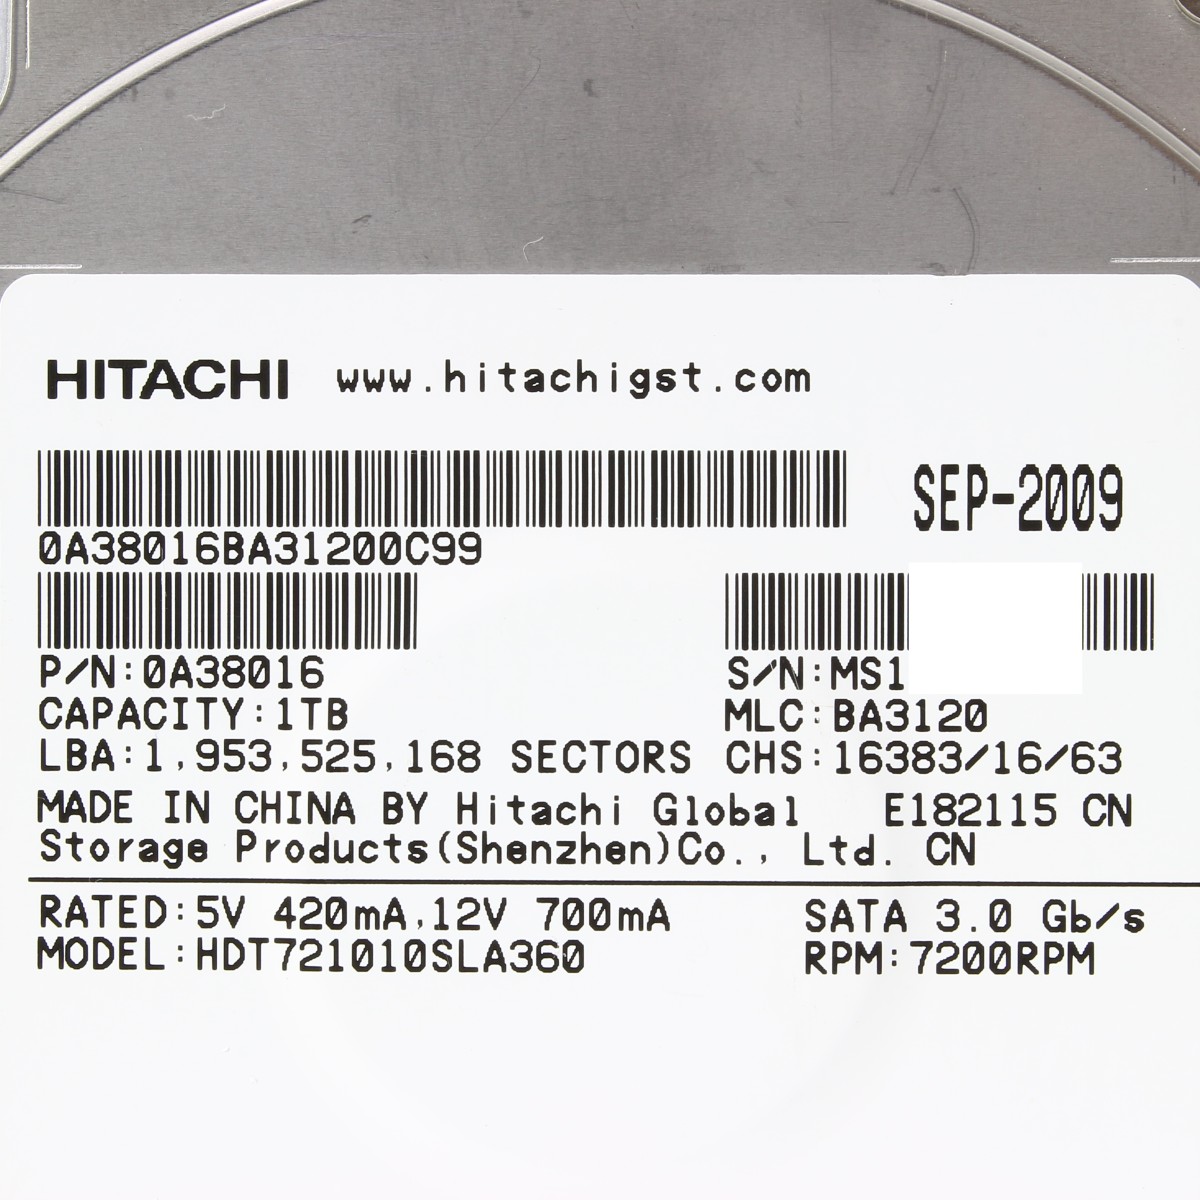 HITACHI www.hitachigst.com
SEP-2009
0A38016BA31200C99
P/N:0A38016 S/N:MS1
CAPACITY:1TB MLC:BA3120
LBA:1,953,525,168 SECTORS CHS:16383/16/63
MADE IN CHINA BY Hitachi Global E182115 CN
Storage Products(Shenzhen)Co., Ltd. CN
RATED:5V 420mA,12V 700mA SATA 3.0 Gb/s
MODEL:HDT721010SLA360 RPM:7200RPM